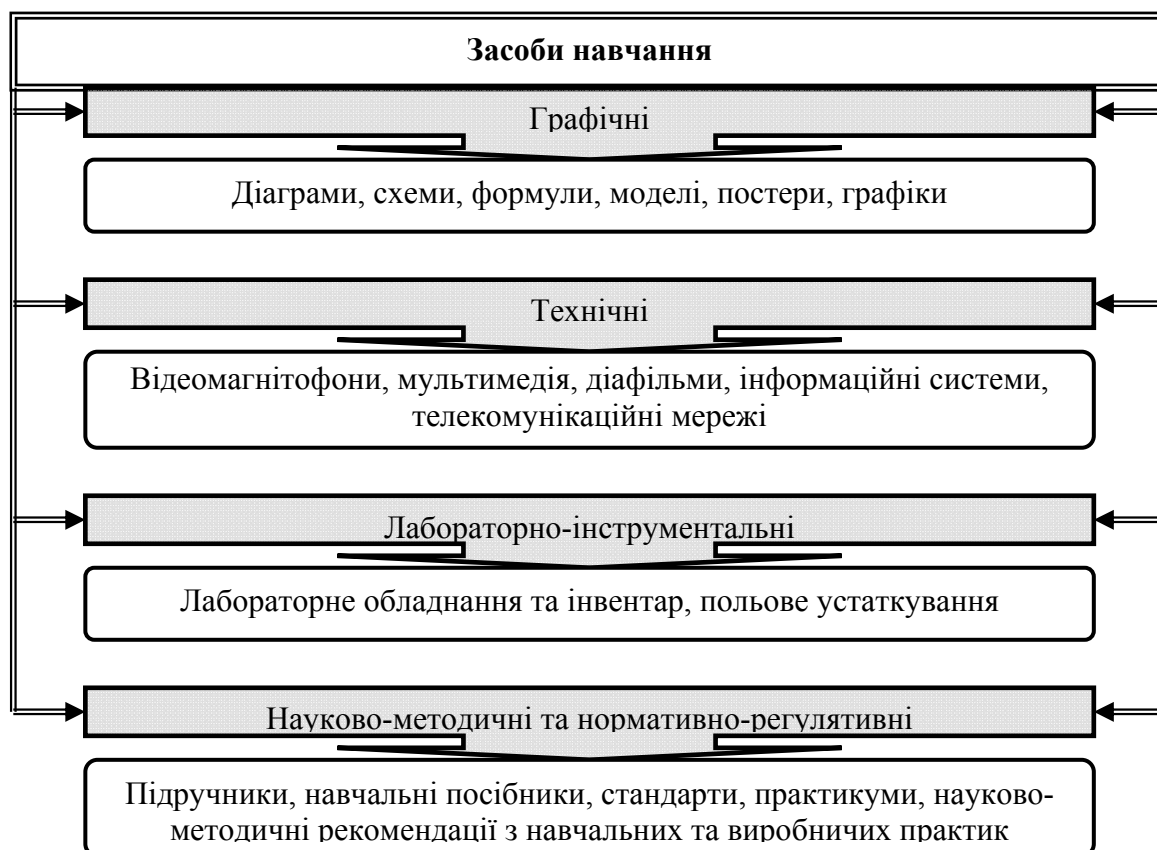 Засоби навчання
Графічні
Діаграми, схеми, формули, моделі, постери, графіки
Технічні
Відеомагнітофони, мультимедія, діафільми, інформаційні системи,
телекомунікаційні мережі
Лабораторно-інструментальні
Лабораторне обладнання та інвентар, польове устаткування
Науково-методичні та нормативно-регулятивні
Підручники, навчальні посібники, стандарти, практикуми, науково-
методичні рекомендації з навчальних та виробничих практик